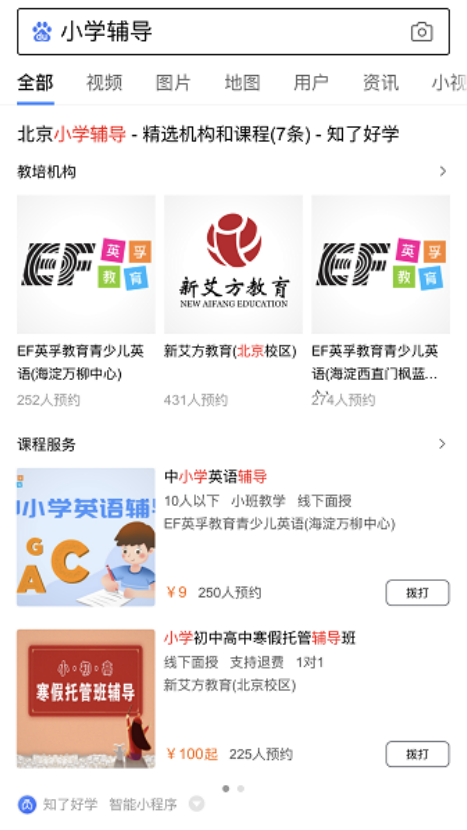 小学辅导
全部 视频 图片 地图 用户 资讯 小视
北京小学辅导 - 精选机构和课程(7条) - 知了好学
教培机构
EF 英孚教育
新艾方教育
NEW AIFANG EDUCATION
EF 英孚教育
EF英孚教育青少儿英
语(海淀万柳中心)
252人预约
新艾方教育(北京校区)
431人预约
EF英孚教育青少儿英
语(海淀西直门枫蓝...
274人预约
课程服务
中小学英语辅导
G
A
C
中小学英语辅导
10人以下 小班教学 线下面授
EF英孚教育青少儿英语(海淀万柳中心)
¥9 250人预约
拨打
小·初·高
寒假托管班辅导
小学初中高中寒假托管辅导班
线下面授 支持退费 1对1
新艾方教育(北京校区)
¥100起 225人预约
拨打
知了好学 智能小程序